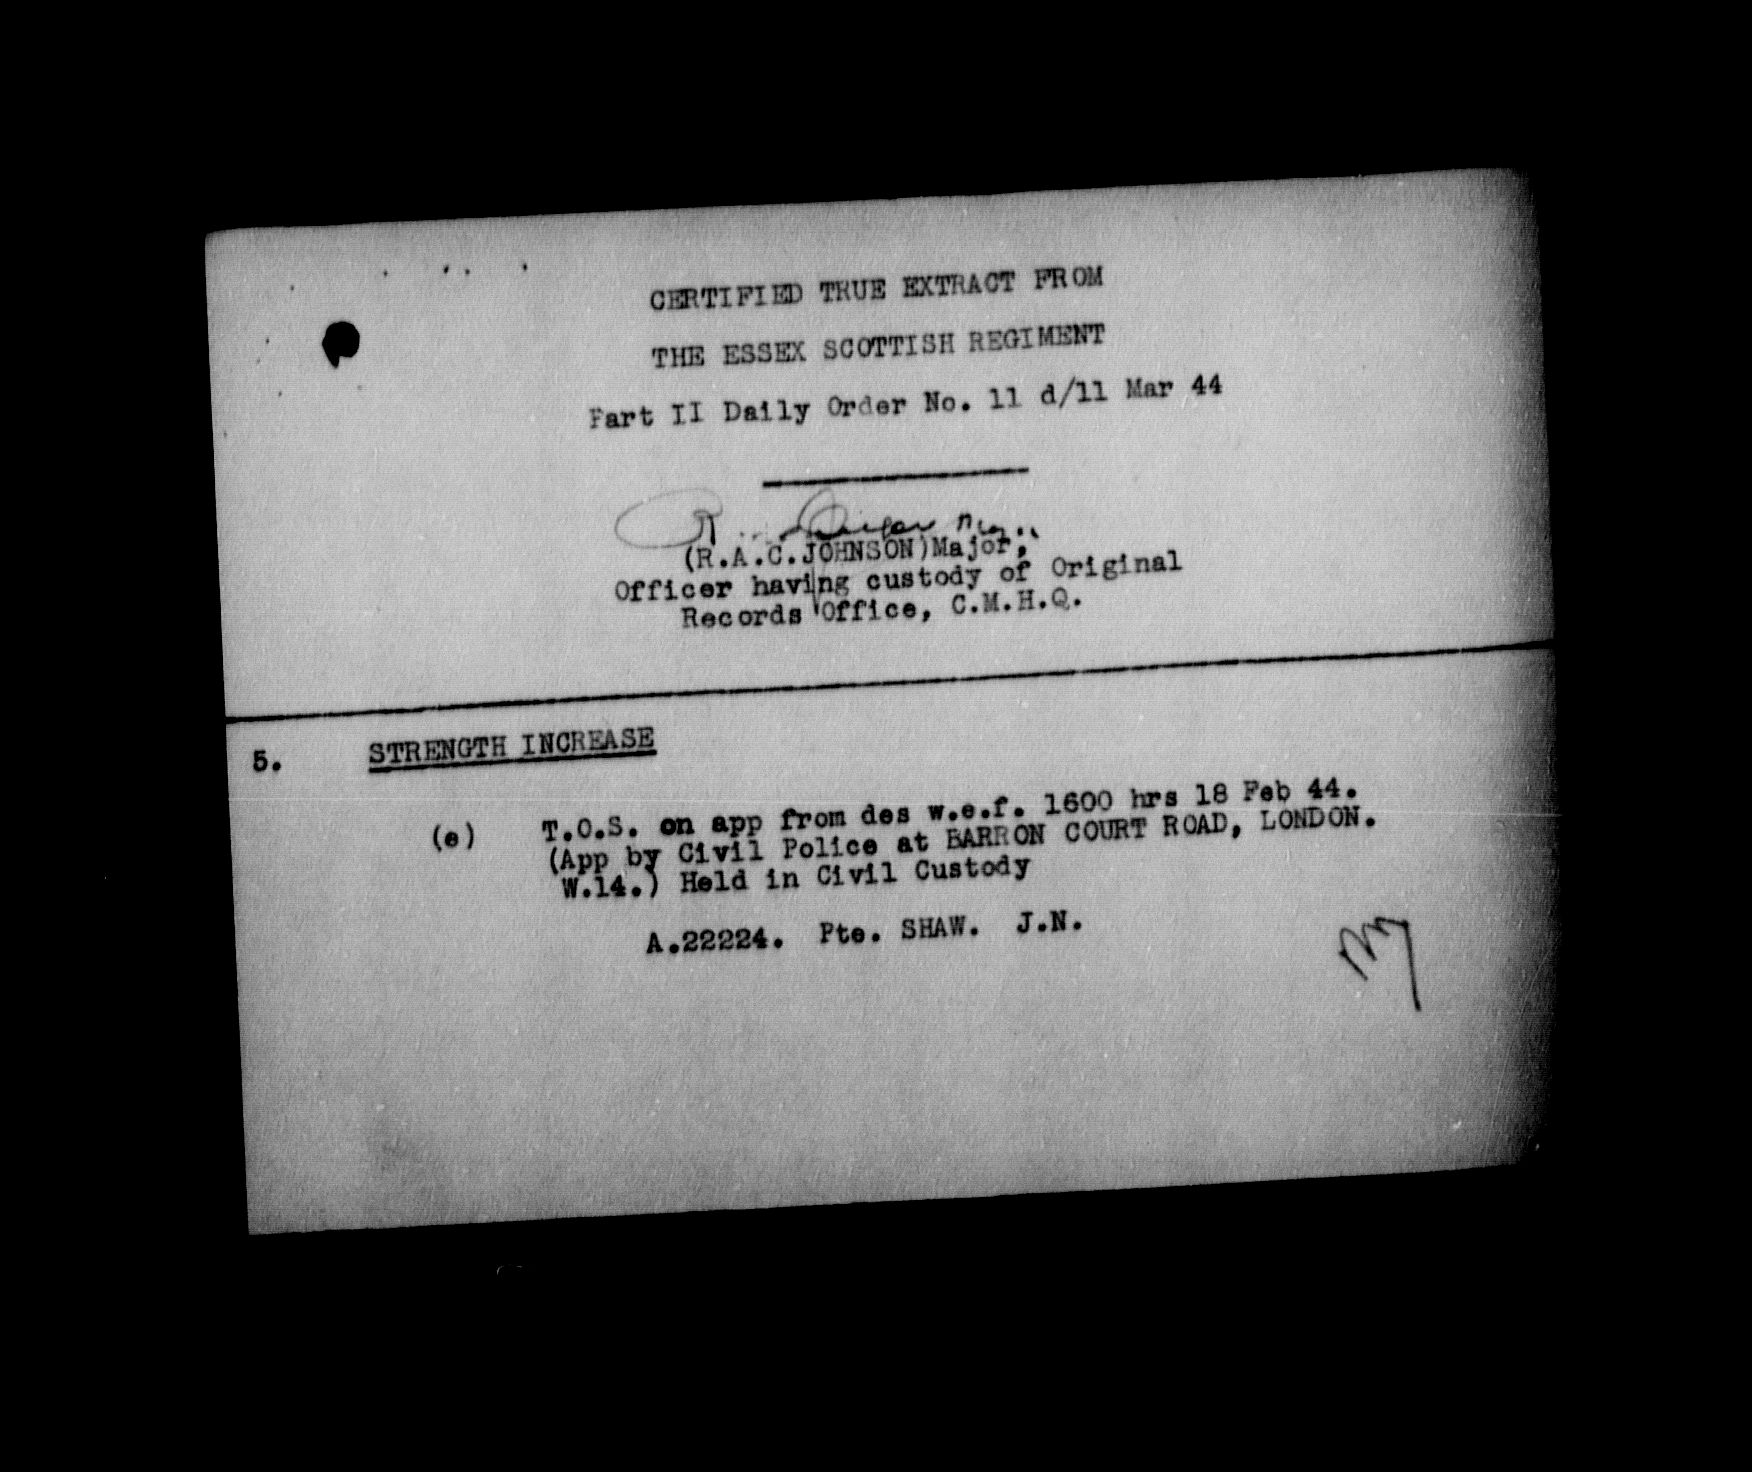 CERTIFIED TRUE EXTRACT FROM
THE ESSEX SCOTTISH REGIMENT
Part II Daily Order No. 11 d/11 Mar 44
(R.A.C.JOHNSON)Major,
Officer having custody of Original
Records Office, C.M.H.Q.
5. STRENGTH INCREASE
(e) T.O.S. on app from des w.e.f. 1600 hrs 18 Feb 44.
(App by Civil Police at BARRON COURT ROAD, LONDON.
W.14.) Held in Civil Custody
A.22224. Pte. SHAW. J.N.